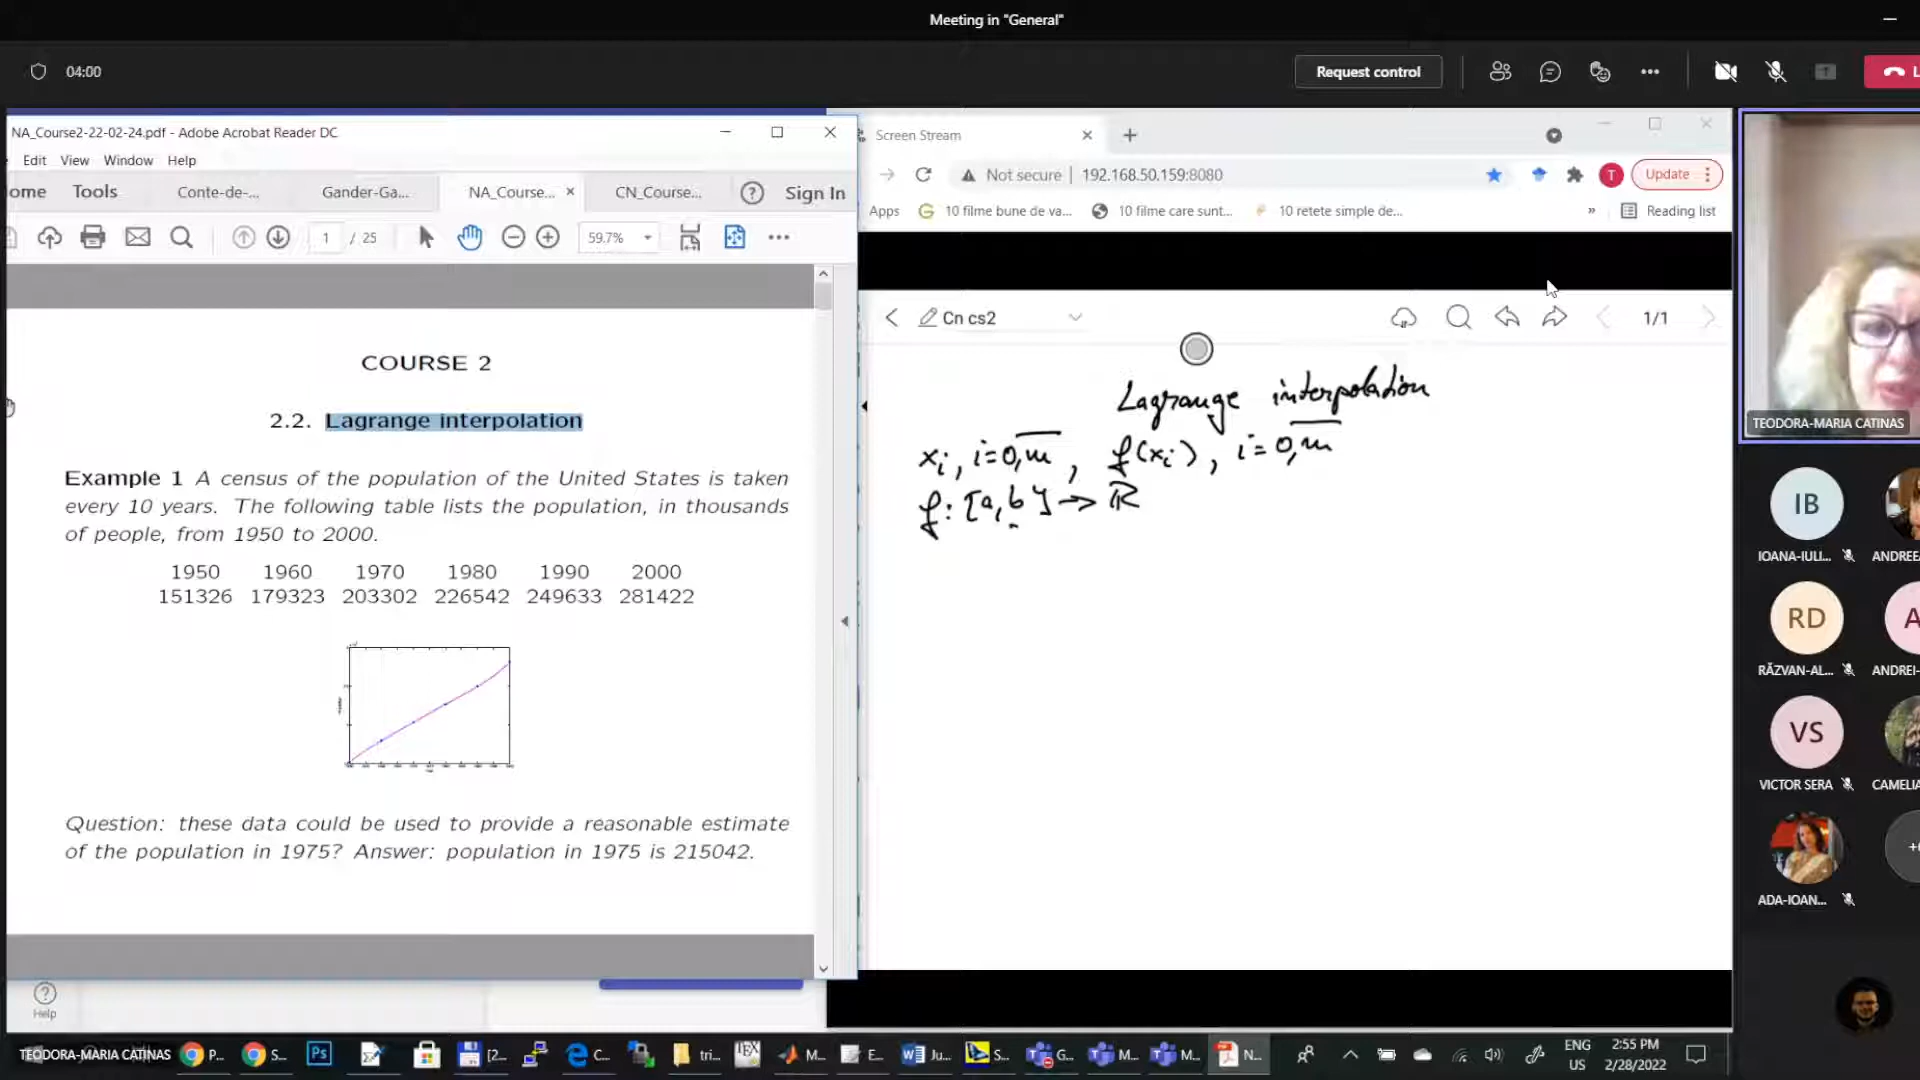 Meeting in "General"
04:00
Request control
NA_Course2-22-02-24.pdf - Adobe Acrobat Reader DC
Edit View Window Help
ome Tools Conte-de-... Gander-Ga... NA_Course... CN_Course... Sign In
1 / 25 59.7%
COURSE 2
2.2. Lagrange interpolation
Example 1 A census of the population of the United States is taken
every 10 years. The following table lists the population, in thousands
of people, from 1950 to 2000.
1950 1960 1970 1980 1990 2000
151326 179323 203302 226542 249633 281422
Question: these data could be used to provide a reasonable estimate
of the population in 1975? Answer: population in 1975 is 215042.
Help
Screen Stream
Not secure | 192.168.50.159:8080 T Update
Apps 10 filme bune de va... 10 filme care sunt... 10 retete simple de... » Reading list
Cn cs2 1/1
Lagrange interpolation
xi, i=0,m, f(xi), i=0,m
f: [a,b] → R
TEODORA-MARIA CATINAS
IB
IOANA-IULI... ANDREEA
RD A
RĂZVAN-AL... ANDREI-
VS
VICTOR SERA CAMELIA
ADA-IOAN...
TEODORA-MARIA CATINAS P... S... Ps [2... C... tri... TEX M... E... Ju... S... G... M... M... N... ENG US 2:55 PM 2/28/2022